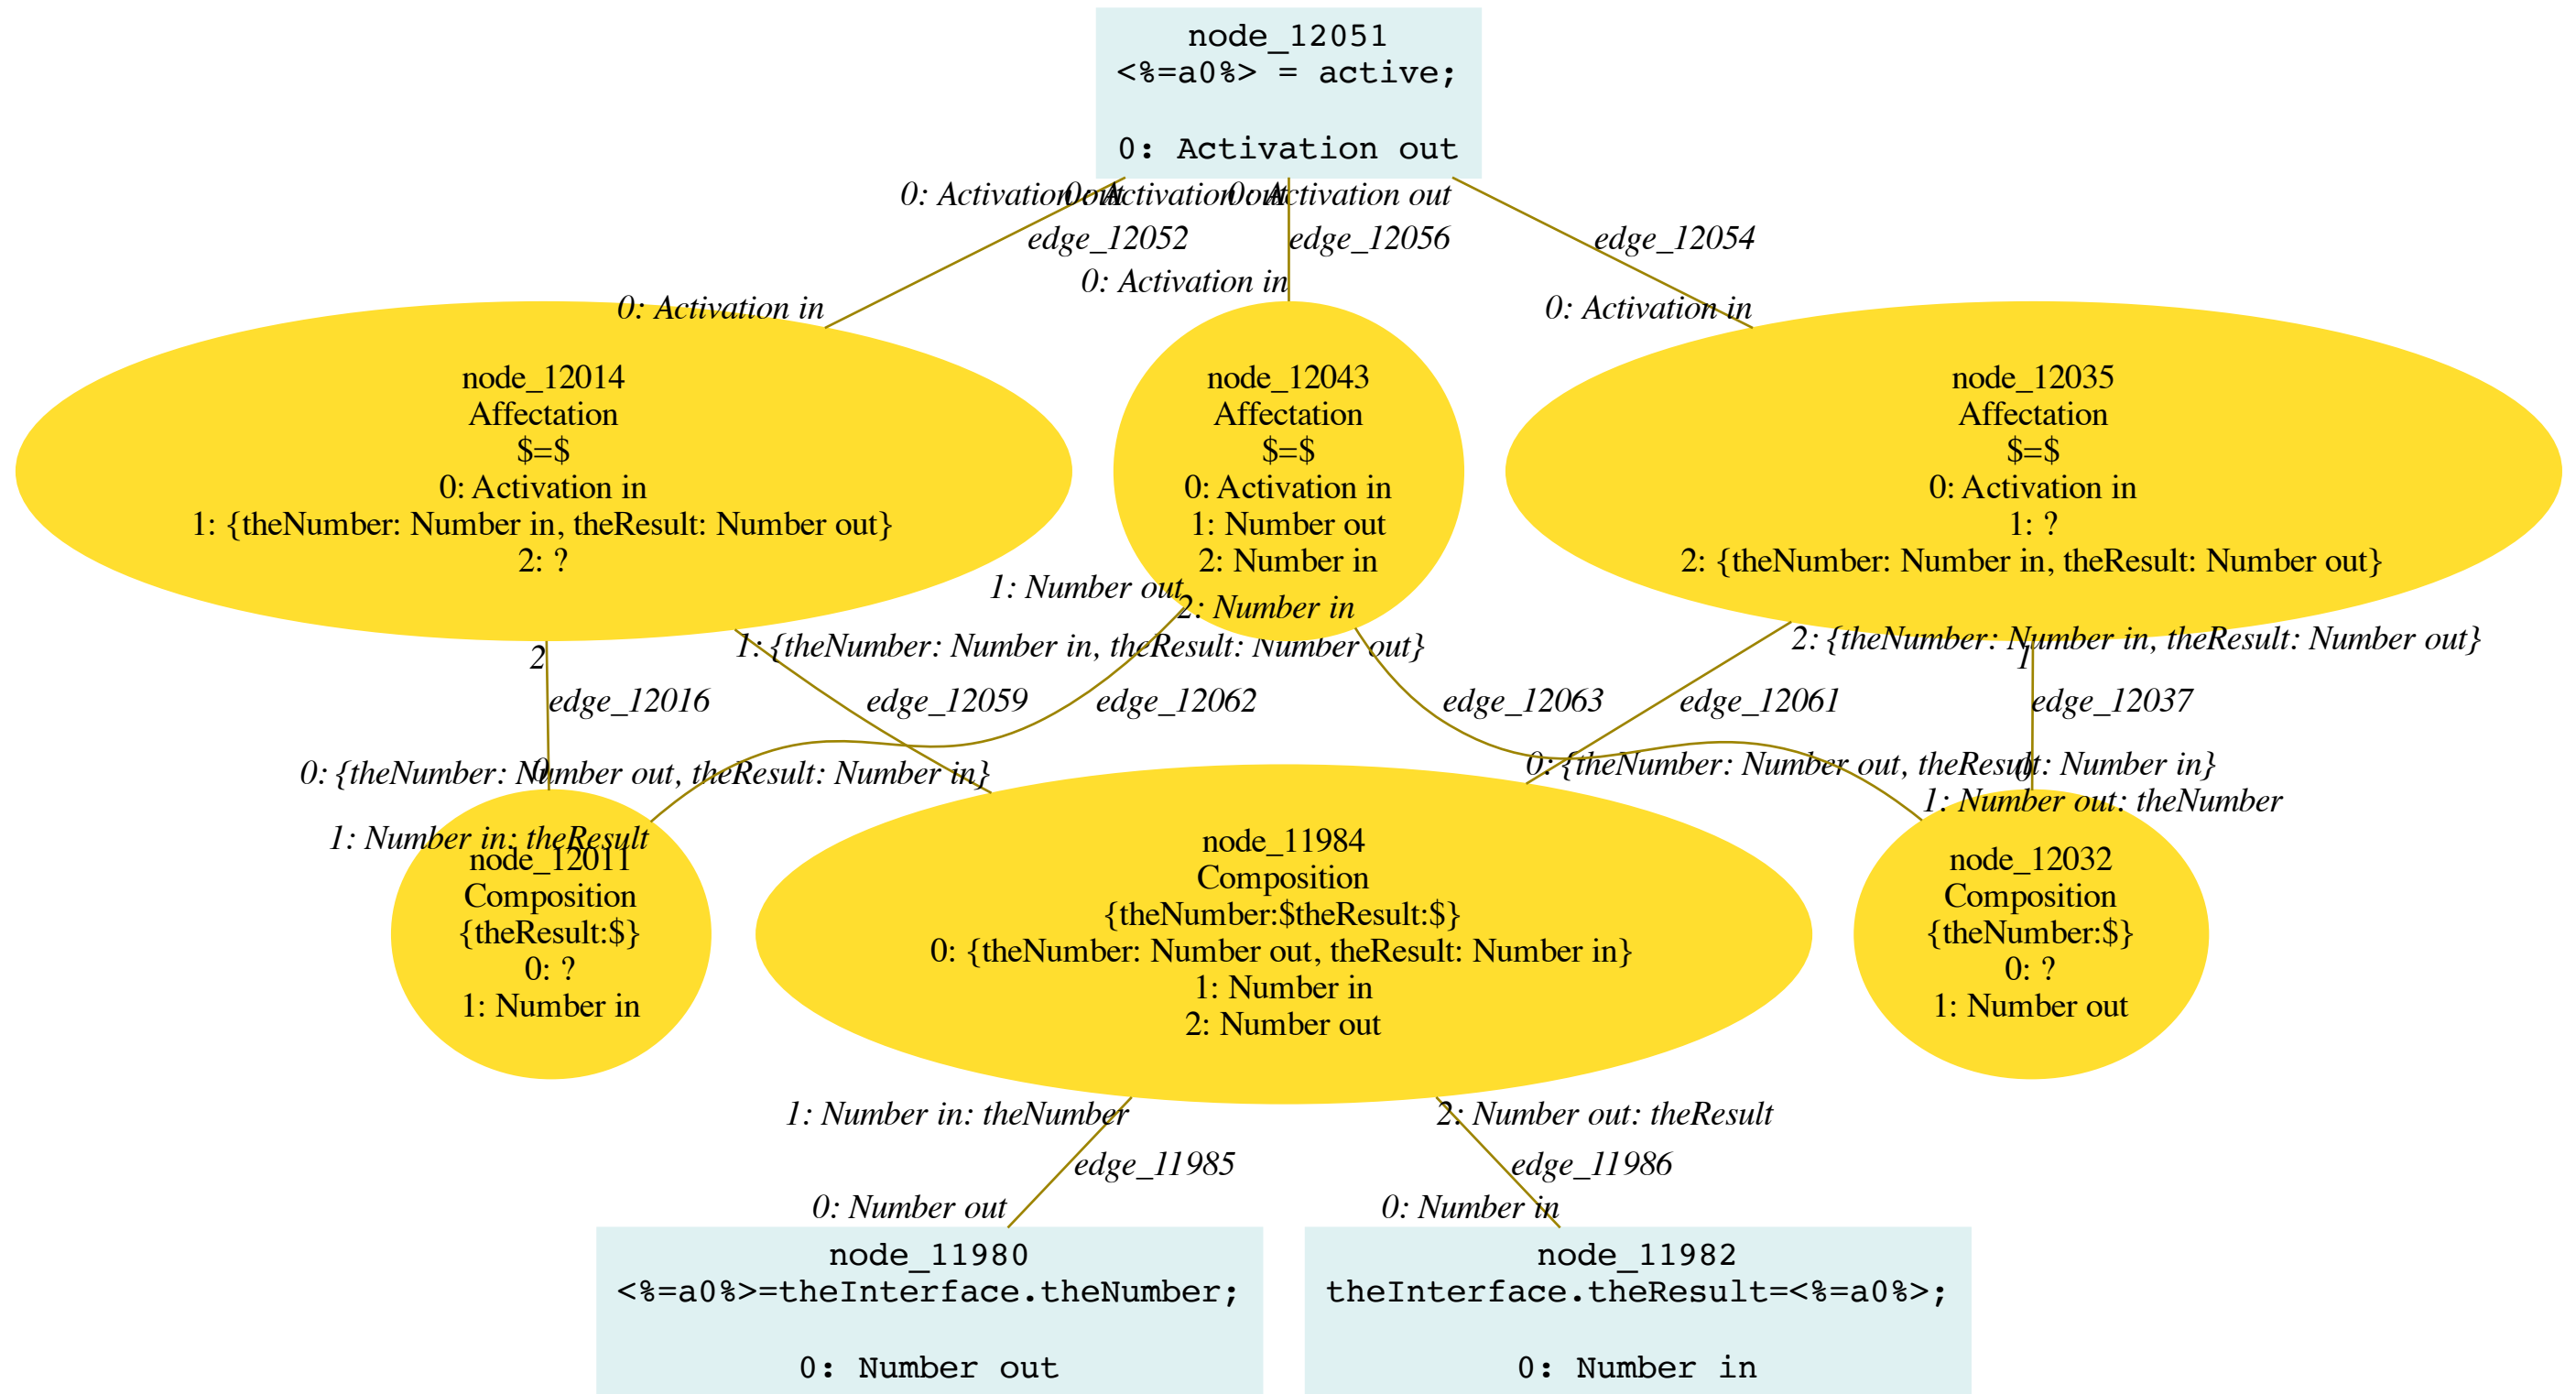 node_12051
<%=a0%> = active;
0: Activation out
0: Activation out
0: Activation out
0: Activation out
edge_12052
edge_12056
edge_12054
0: Activation in
0: Activation in
0: Activation in
node_12014
Affectation
$=$
0: Activation in
1: {theNumber: Number in, theResult: Number out}
2: ?
node_12043
Affectation
$=$
0: Activation in
1: Number out
2: Number in
node_12035
Affectation
$=$
0: Activation in
1: ?
2: {theNumber: Number in, theResult: Number out}
1: Number out
2: Number in
2
1: {theNumber: Number in, theResult: Number out}
2: {theNumber: Number in, theResult: Number out}
1
edge_12016
edge_12059
edge_12062
edge_12063
edge_12061
edge_12037
0: {theNumber: Number out, theResult: Number in}
0
0: {theNumber: Number out, theResult: Number in}
0
1: Number in: theResult
1: Number out: theNumber
node_12011
Composition
{theResult:$}
0: ?
1: Number in
node_11984
Composition
{theNumber:$theResult:$}
0: {theNumber: Number out, theResult: Number in}
1: Number in
2: Number out
node_12032
Composition
{theNumber:$}
0: ?
1: Number out
1: Number in: theNumber
2: Number out: theResult
edge_11985
edge_11986
0: Number out
0: Number in
node_11980
<%=a0%>=theInterface.theNumber;
0: Number out
node_11982
theInterface.theResult=<%=a0%>;
0: Number in